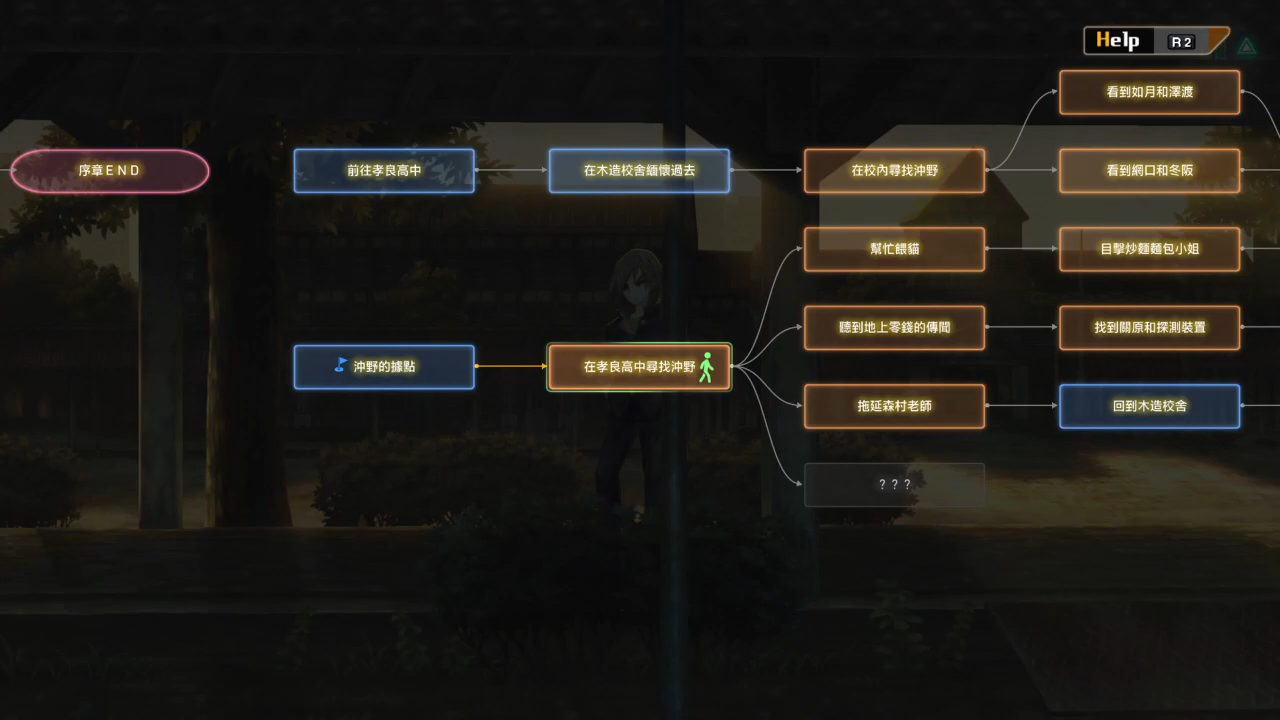 Help R2
看到如月和澤渡
序章END
前往孝良高中
在木造校舍緬懷過去
在校內尋找沖野
看到網口和冬阪
幫忙餵貓
目擊炒麵麵包小姐
聽到地上零錢的傳聞
找到關原和探測裝置
沖野的據點
在孝良高中尋找沖野
拖延森村老師
回到木造校舍
？？？